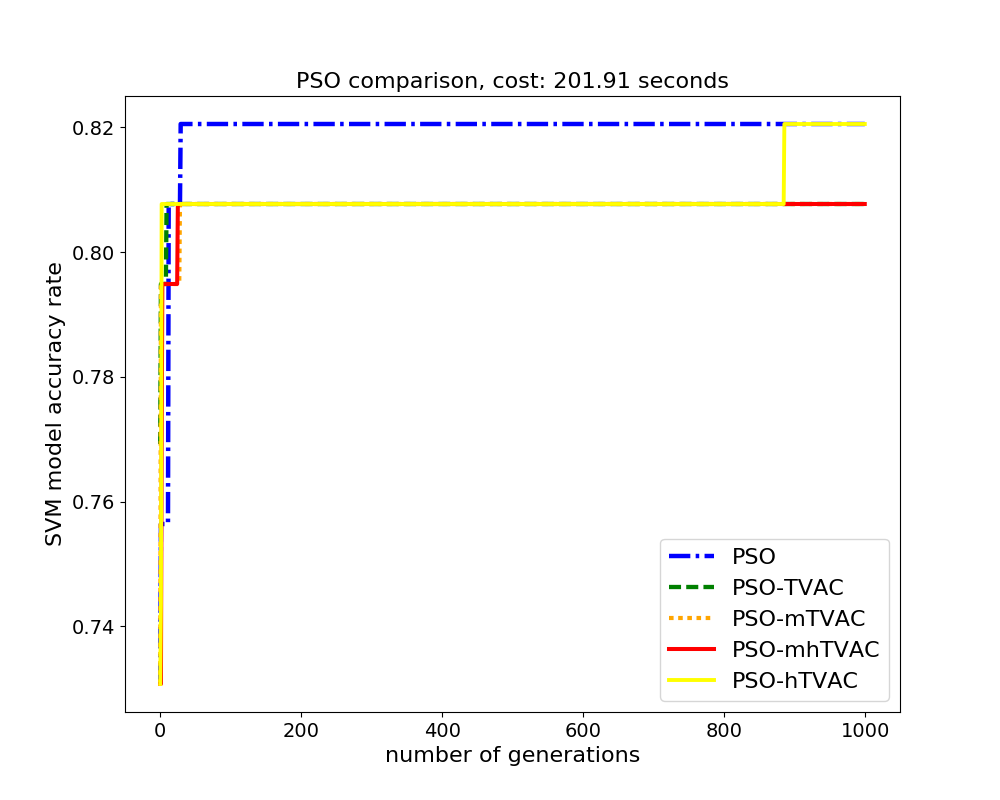 PSO comparison, cost: 201.91 seconds
SVM model accuracy rate
0.82
0.80
0.78
0.76
0.74
0
200
400
600
800
1000
number of generations
PSO
PSO-TVAC
PSO-mTVAC
PSO-mhTVAC
PSO-hTVAC